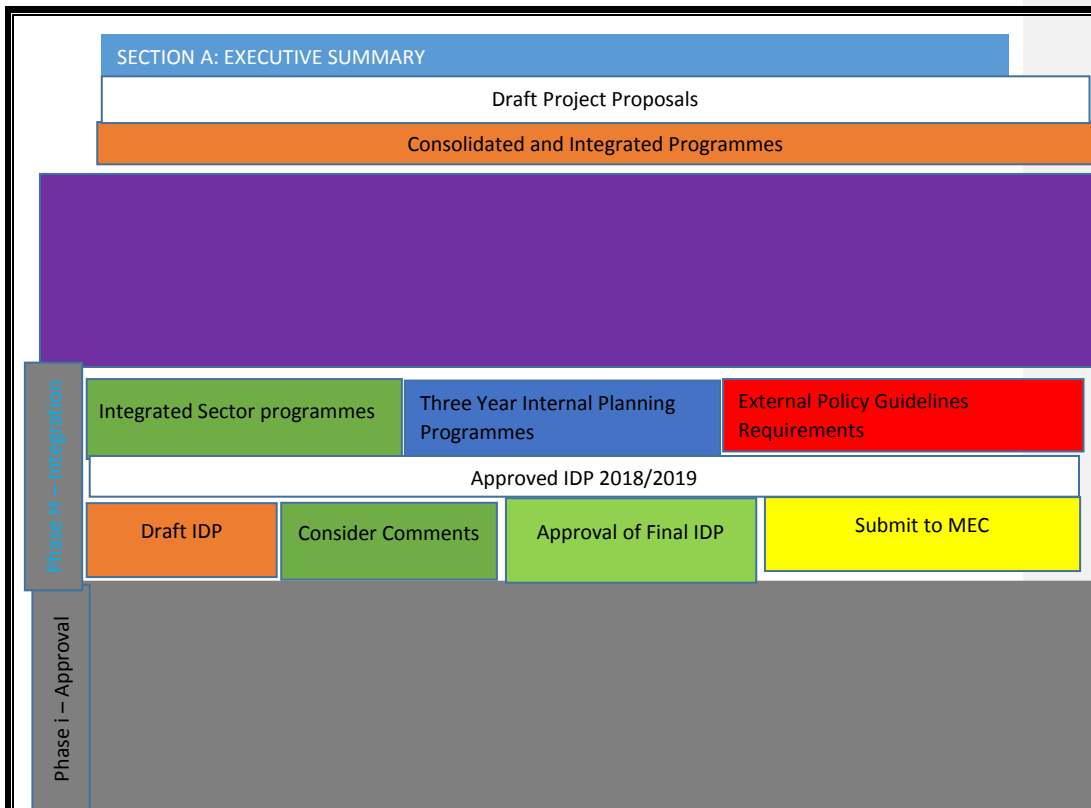 SECTION A: EXECUTIVE SUMMARY
Draft Project Proposals
Consolidated and Integrated Programmes
Phase H – Integration
Integrated Sector programmes
Three Year Internal Planning
Programmes
External Policy Guidelines
Requirements
Approved IDP 2018/2019
Draft IDP
Consider Comments
Approval of Final IDP
Submit to MEC
Phase i – Approval